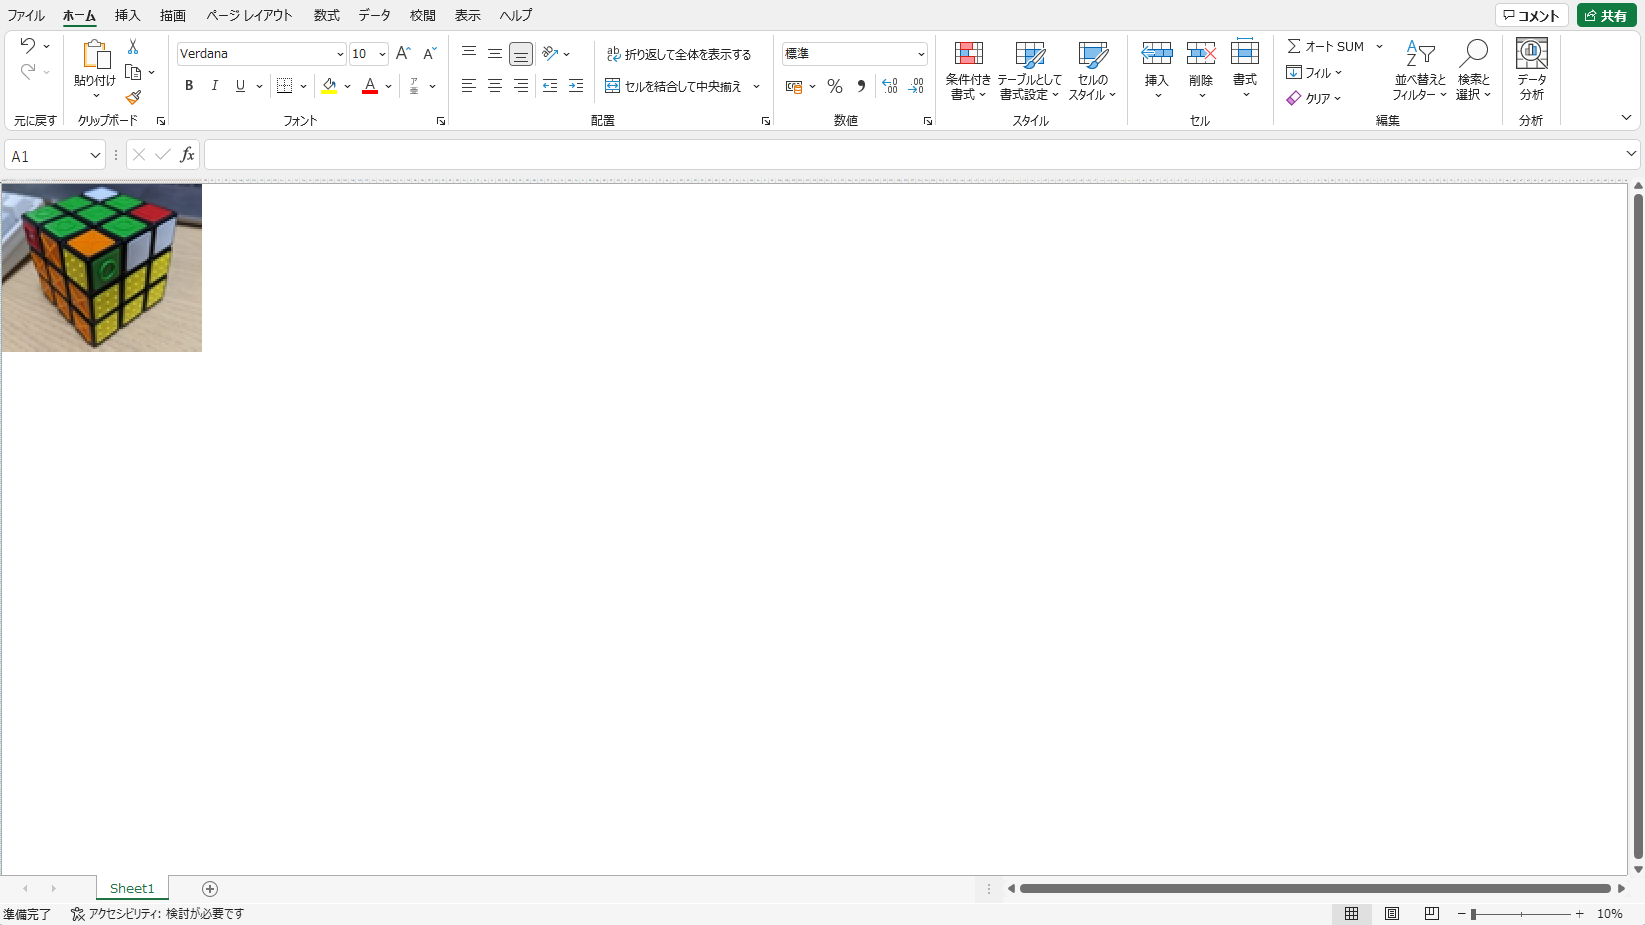 ファイル ホーム 挿入 描画 ページ レイアウト 数式 データ 校閲 表示 ヘルプ コメント 共有
Verdana 10 折り返して全体を表示する 標準 オート SUM
貼り付け 条件付き書式 テーブルとして書式設定 セルのスタイル 挿入 削除 書式 フィル 並べ替えとフィルター 検索と選択 データ分析
B I U A ア亜 セルを結合して中央揃え % クリア
元に戻す クリップボード フォント 配置 数値 スタイル セル 編集 分析
A1 fx
Sheet1
準備完了 アクセシビリティ: 検討が必要です 10%